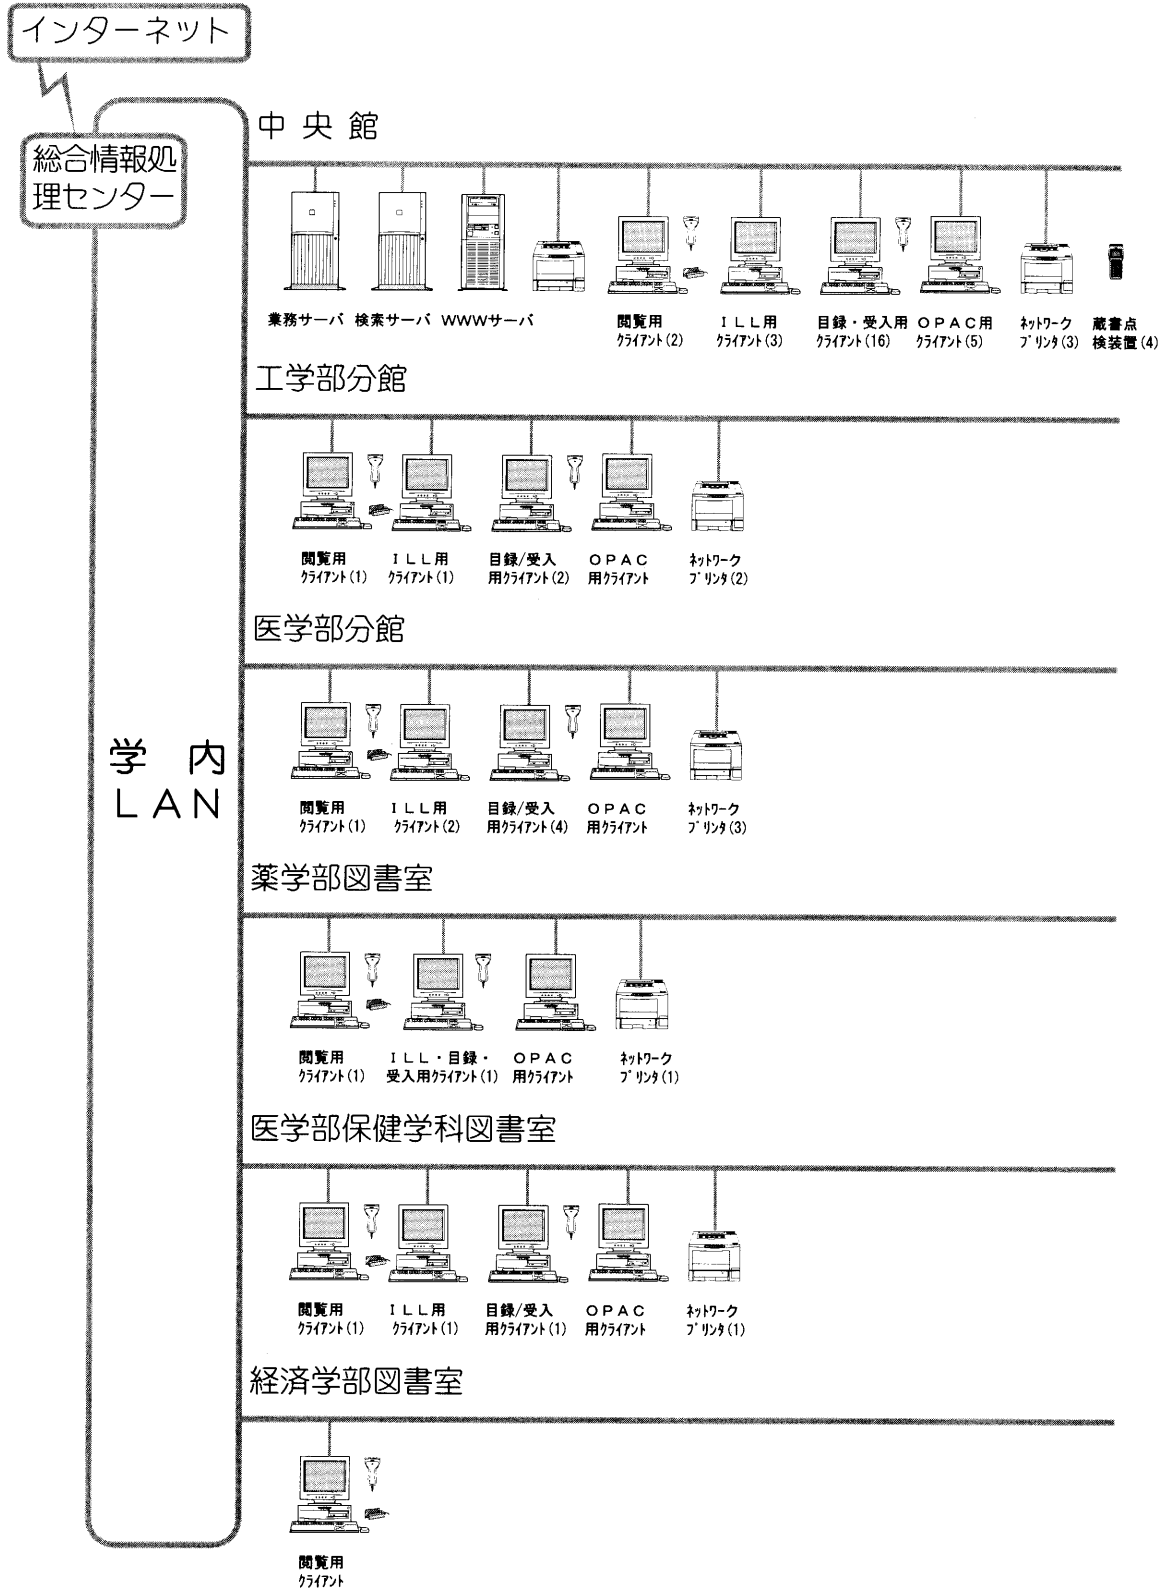 インターネット
総合情報処
理センター
学 内
LAN
中 央 館
業務サーバ 検索サーバ WWWサーバ
閲覧用 ILL用 目録・受入用 OPAC用 ネットワーク 蔵書点
クライアント(2) クライアント(3) クライアント(16) クライアント(5) プリンタ(3) 検装置(4)
工学部分館
閲覧用 ILL用 目録/受入 OPAC ネットワーク
クライアント(1) クライアント(1) 用クライアント(2) 用クライアント プリンタ(2)
医学部分館
閲覧用 ILL用 目録/受入 OPAC ネットワーク
クライアント(1) クライアント(2) 用クライアント(4) 用クライアント プリンタ(3)
薬学部図書室
閲覧用 ILL・目録・ OPAC ネットワーク
クライアント(1) 受入用クライアント(1) 用クライアント プリンタ(1)
医学部保健学科図書室
閲覧用 ILL用 目録/受入 OPAC ネットワーク
クライアント(1) クライアント(1) 用クライアント(1) 用クライアント プリンタ(1)
経済学部図書室
閲覧用
クライアント